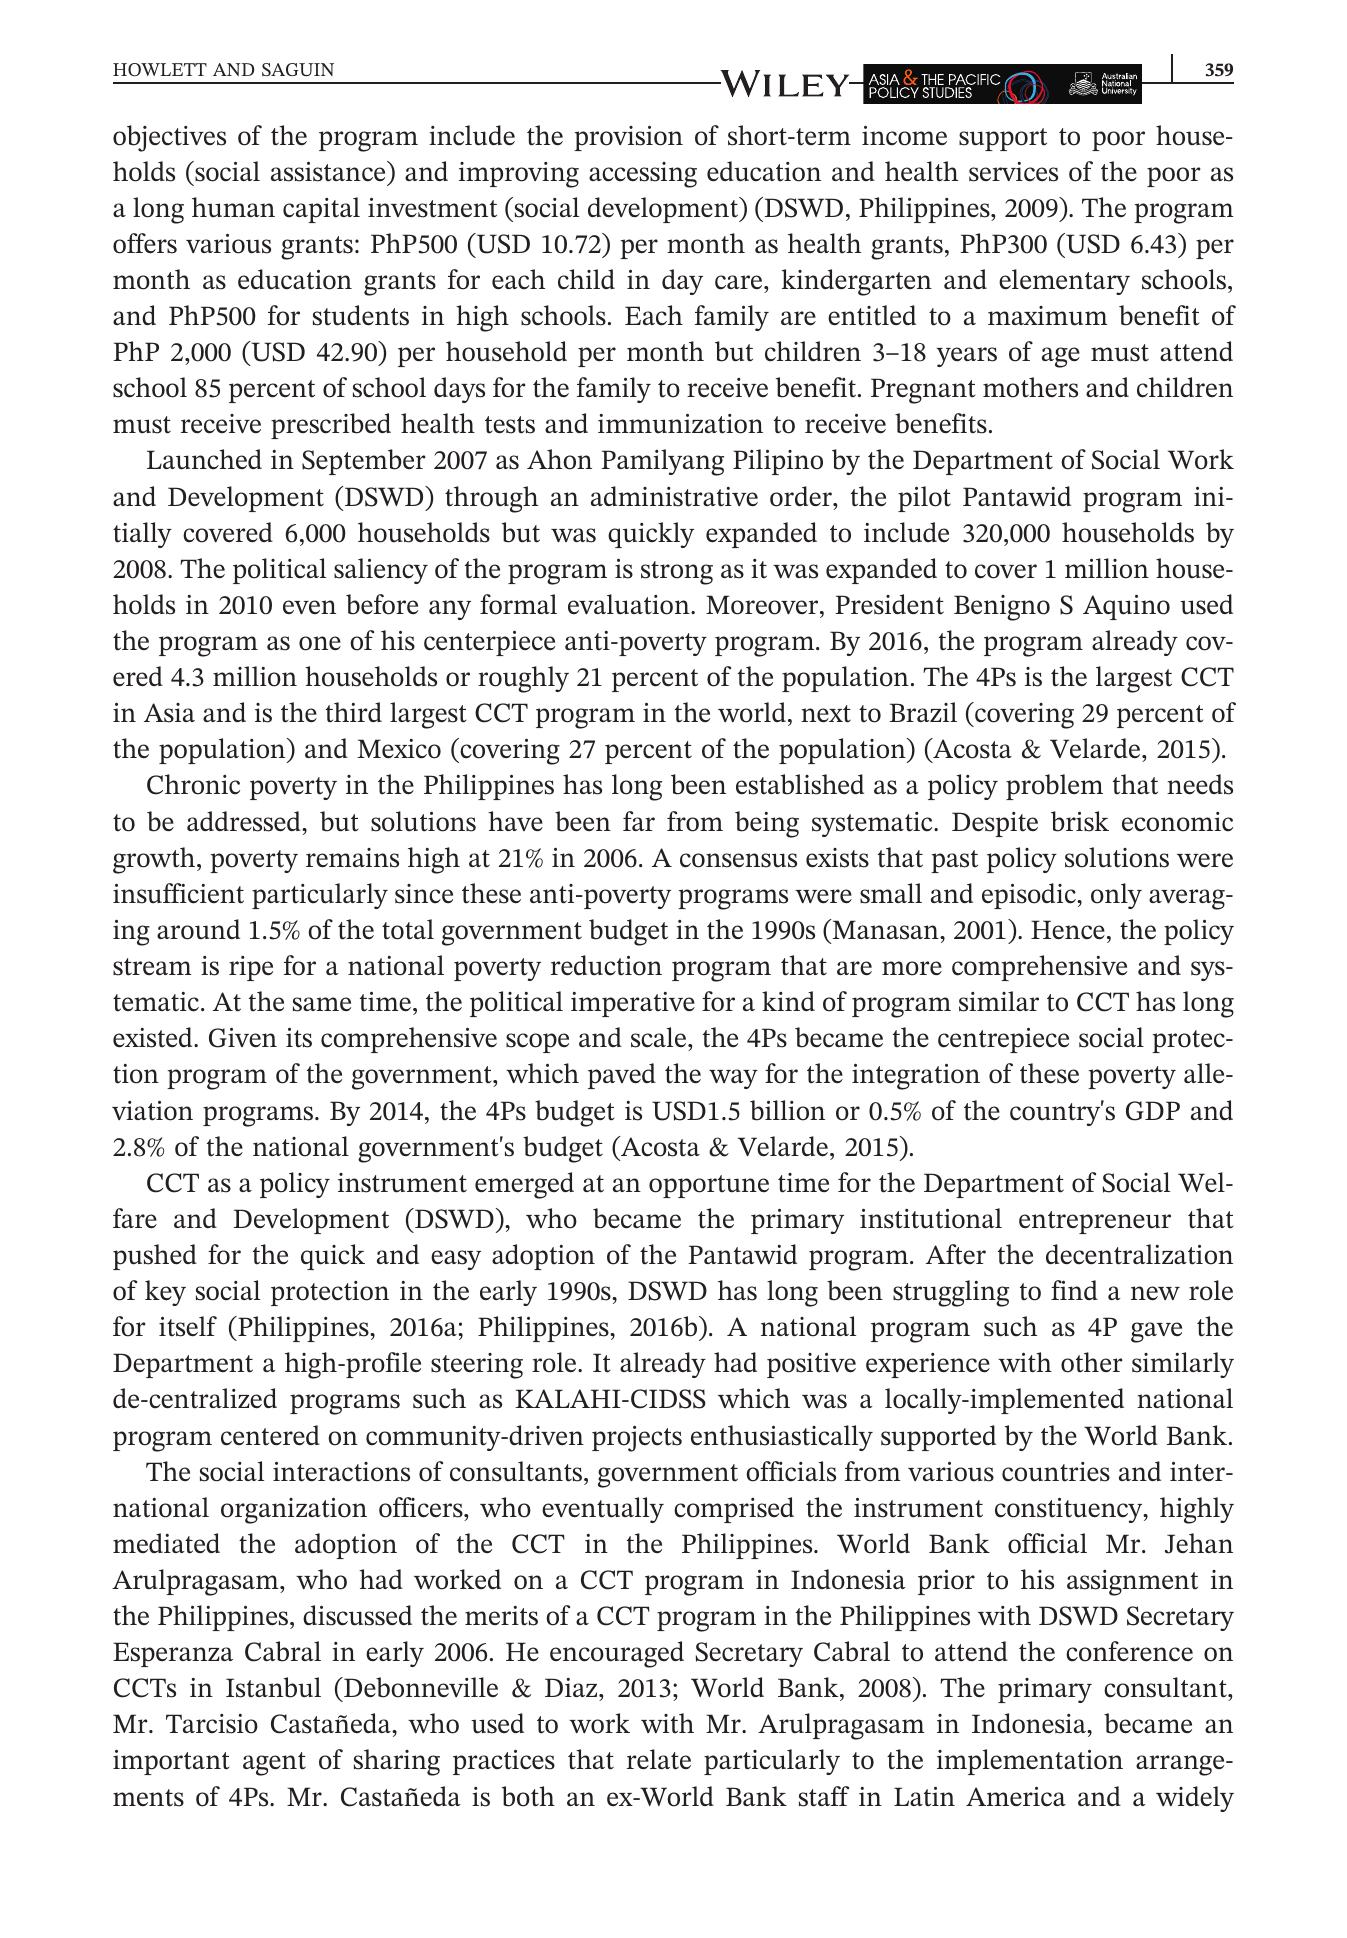 HOWLETT AND SAGUIN
WILEY
ASIA & THE PACIFIC
POLICY STUDIES
Australian
National
University
359
objectives of the program include the provision of short-term income support to poor house-
holds (social assistance) and improving accessing education and health services of the poor as
a long human capital investment (social development) (DSWD, Philippines, 2009). The program
offers various grants: PhP500 (USD 10.72) per month as health grants, PhP300 (USD 6.43) per
month as education grants for each child in day care, kindergarten and elementary schools,
and PhP500 for students in high schools. Each family are entitled to a maximum benefit of
PhP 2,000 (USD 42.90) per household per month but children 3–18 years of age must attend
school 85 percent of school days for the family to receive benefit. Pregnant mothers and children
must receive prescribed health tests and immunization to receive benefits.
Launched in September 2007 as Ahon Pamilyang Pilipino by the Department of Social Work
and Development (DSWD) through an administrative order, the pilot Pantawid program ini-
tially covered 6,000 households but was quickly expanded to include 320,000 households by
2008. The political saliency of the program is strong as it was expanded to cover 1 million house-
holds in 2010 even before any formal evaluation. Moreover, President Benigno S Aquino used
the program as one of his centerpiece anti-poverty program. By 2016, the program already cov-
ered 4.3 million households or roughly 21 percent of the population. The 4Ps is the largest CCT
in Asia and is the third largest CCT program in the world, next to Brazil (covering 29 percent of
the population) and Mexico (covering 27 percent of the population) (Acosta & Velarde, 2015).
Chronic poverty in the Philippines has long been established as a policy problem that needs
to be addressed, but solutions have been far from being systematic. Despite brisk economic
growth, poverty remains high at 21% in 2006. A consensus exists that past policy solutions were
insufficient particularly since these anti-poverty programs were small and episodic, only averag-
ing around 1.5% of the total government budget in the 1990s (Manasan, 2001). Hence, the policy
stream is ripe for a national poverty reduction program that are more comprehensive and sys-
tematic. At the same time, the political imperative for a kind of program similar to CCT has long
existed. Given its comprehensive scope and scale, the 4Ps became the centrepiece social protec-
tion program of the government, which paved the way for the integration of these poverty alle-
viation programs. By 2014, the 4Ps budget is USD1.5 billion or 0.5% of the country's GDP and
2.8% of the national government's budget (Acosta & Velarde, 2015).
CCT as a policy instrument emerged at an opportune time for the Department of Social Wel-
fare and Development (DSWD), who became the primary institutional entrepreneur that
pushed for the quick and easy adoption of the Pantawid program. After the decentralization
of key social protection in the early 1990s, DSWD has long been struggling to find a new role
for itself (Philippines, 2016a; Philippines, 2016b). A national program such as 4P gave the
Department a high-profile steering role. It already had positive experience with other similarly
de-centralized programs such as KALAHI-CIDSS which was a locally-implemented national
program centered on community-driven projects enthusiastically supported by the World Bank.
The social interactions of consultants, government officials from various countries and inter-
national organization officers, who eventually comprised the instrument constituency, highly
mediated the adoption of the CCT in the Philippines. World Bank official Mr. Jehan
Arulpragasam, who had worked on a CCT program in Indonesia prior to his assignment in
the Philippines, discussed the merits of a CCT program in the Philippines with DSWD Secretary
Esperanza Cabral in early 2006. He encouraged Secretary Cabral to attend the conference on
CCTs in Istanbul (Debonneville & Diaz, 2013; World Bank, 2008). The primary consultant,
Mr. Tarcisio Castañeda, who used to work with Mr. Arulpragasam in Indonesia, became an
important agent of sharing practices that relate particularly to the implementation arrange-
ments of 4Ps. Mr. Castañeda is both an ex-World Bank staff in Latin America and a widely